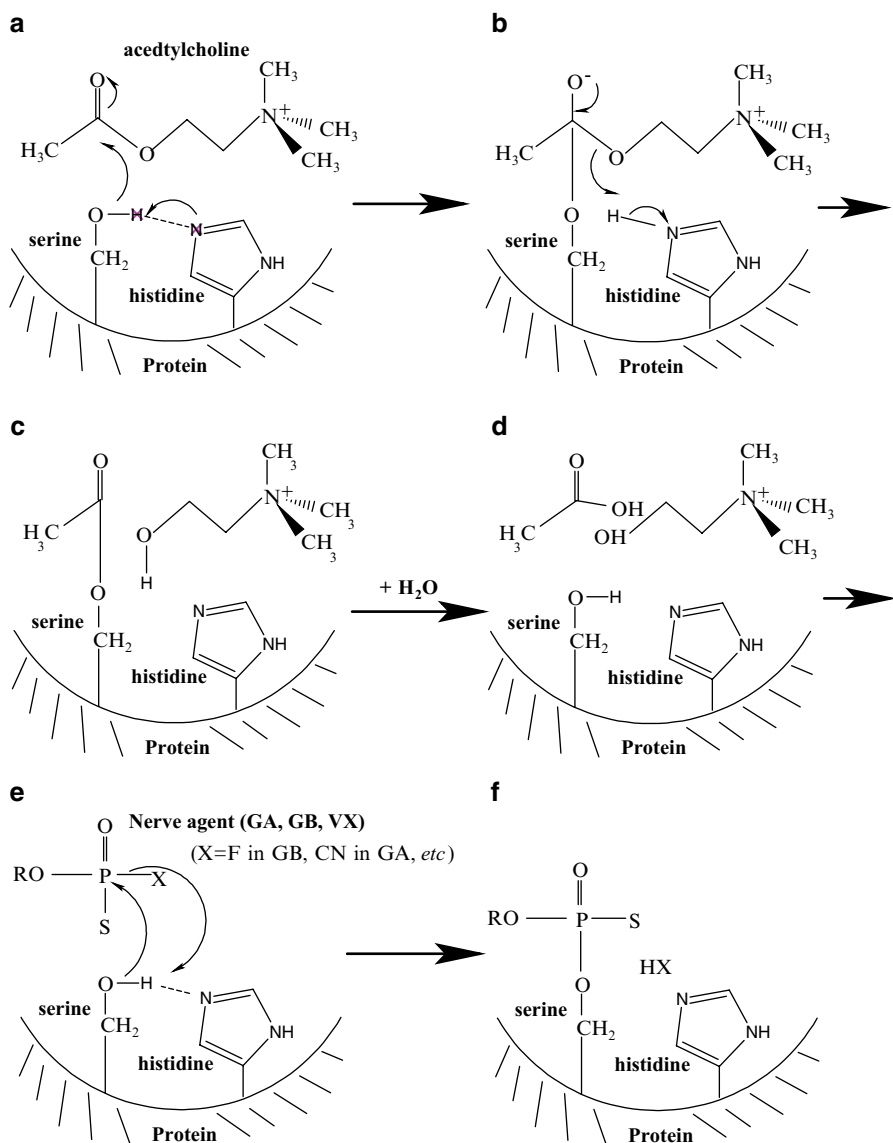 a
acedtylcholine
O
CH3
N+
CH3
H3C
O
CH3
O
H
N
serine
CH2
NH
histidine
Protein
b
O-
CH3
N+
CH3
H3C
O
CH3
O
H
N
serine
CH2
NH
histidine
Protein
c
O
CH3
N+
CH3
H3C
O
CH3
H
O
N
+ H2O
serine
CH2
NH
histidine
Protein
d
O
CH3
OH
N+
CH3
H3C
OH
CH3
O
H
N
serine
CH2
NH
histidine
Protein
e
Nerve agent (GA, GB, VX)
O
(X=F in GB, CN in GA, etc)
RO
P
X
S
O
H
N
serine
CH2
NH
histidine
Protein
f
O
RO
P
S
HX
O
N
serine
CH2
NH
histidine
Protein